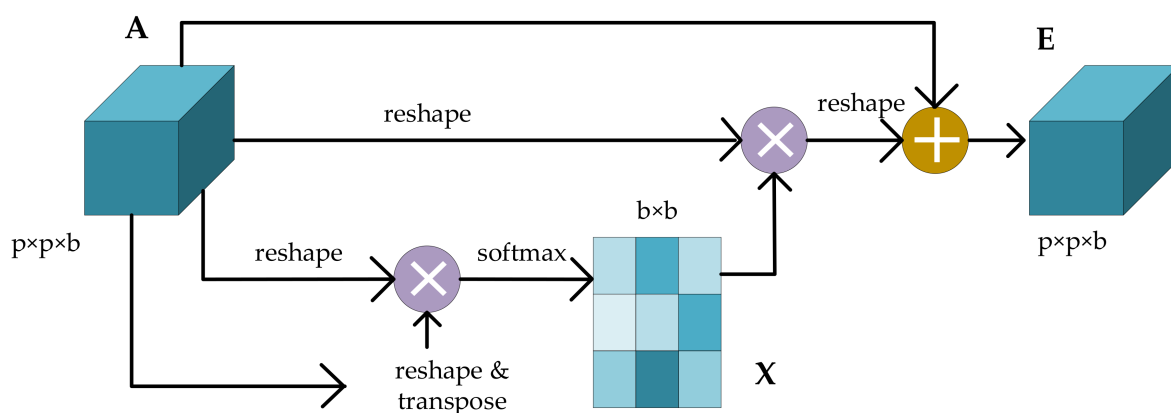 A
E
reshape
reshape
p×p×b
b×b
p×p×b
reshape
softmax
reshape &
transpose
X